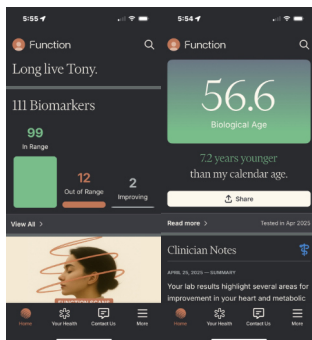 5:55
Function
Long live Tony.
111 Biomarkers
99
In Range
12
Out of Range
2
Improving
View All >
FUNCTION SCANS
Home
Your Health
Contact Us
More
5:54
Function
56.6
Biological Age
7.2 years younger
than my calendar age.
Share
Read more >
Tested in Apr 2025
Clinician Notes
APRIL 25, 2025 — SUMMARY
Your lab results highlight several areas for
improvement in your heart and metabolic
Home
Your Health
Contact Us
More